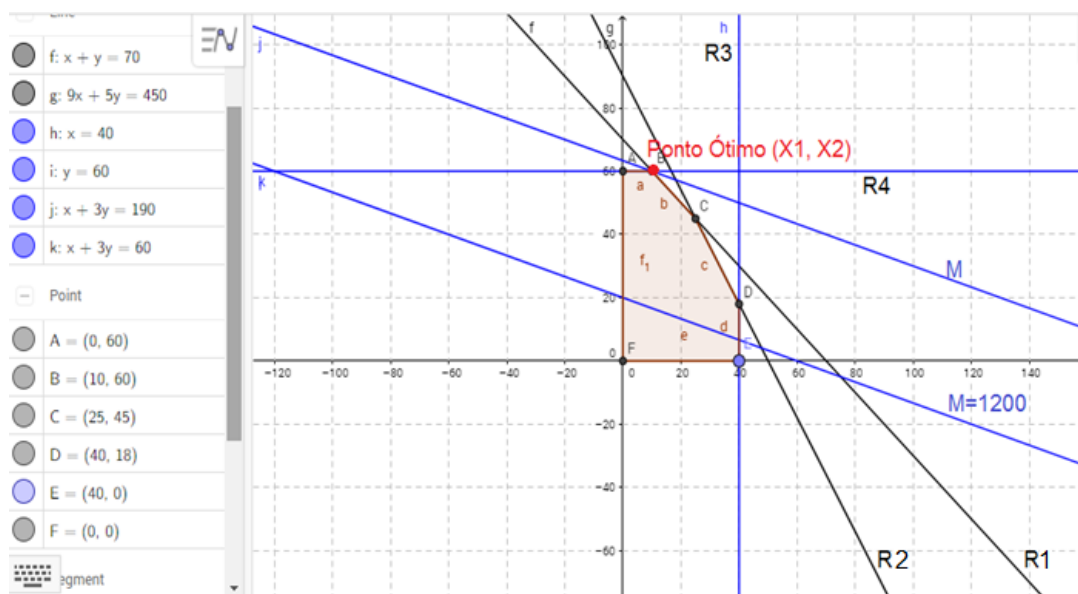 f: x + y = 70
g: 9x + 5y = 450
h: x = 40
i: y = 60
j: x + 3y = 190
k: x + 3y = 60
Point
A = (0, 60)
B = (10, 60)
C = (25, 45)
D = (40, 18)
E = (40, 0)
F = (0, 0)
f
g
h
R3
j
100
80
Ponto Ótimo (X1, X2)
A
B
60
k
a
R4
b
C
40
f₁
c
M
D
20
d
e
E
F
0
−120
−100
−80
−60
−40
−20
0
20
40
60
80
100
120
140
M=1200
−20
−40
−60
R2
R1